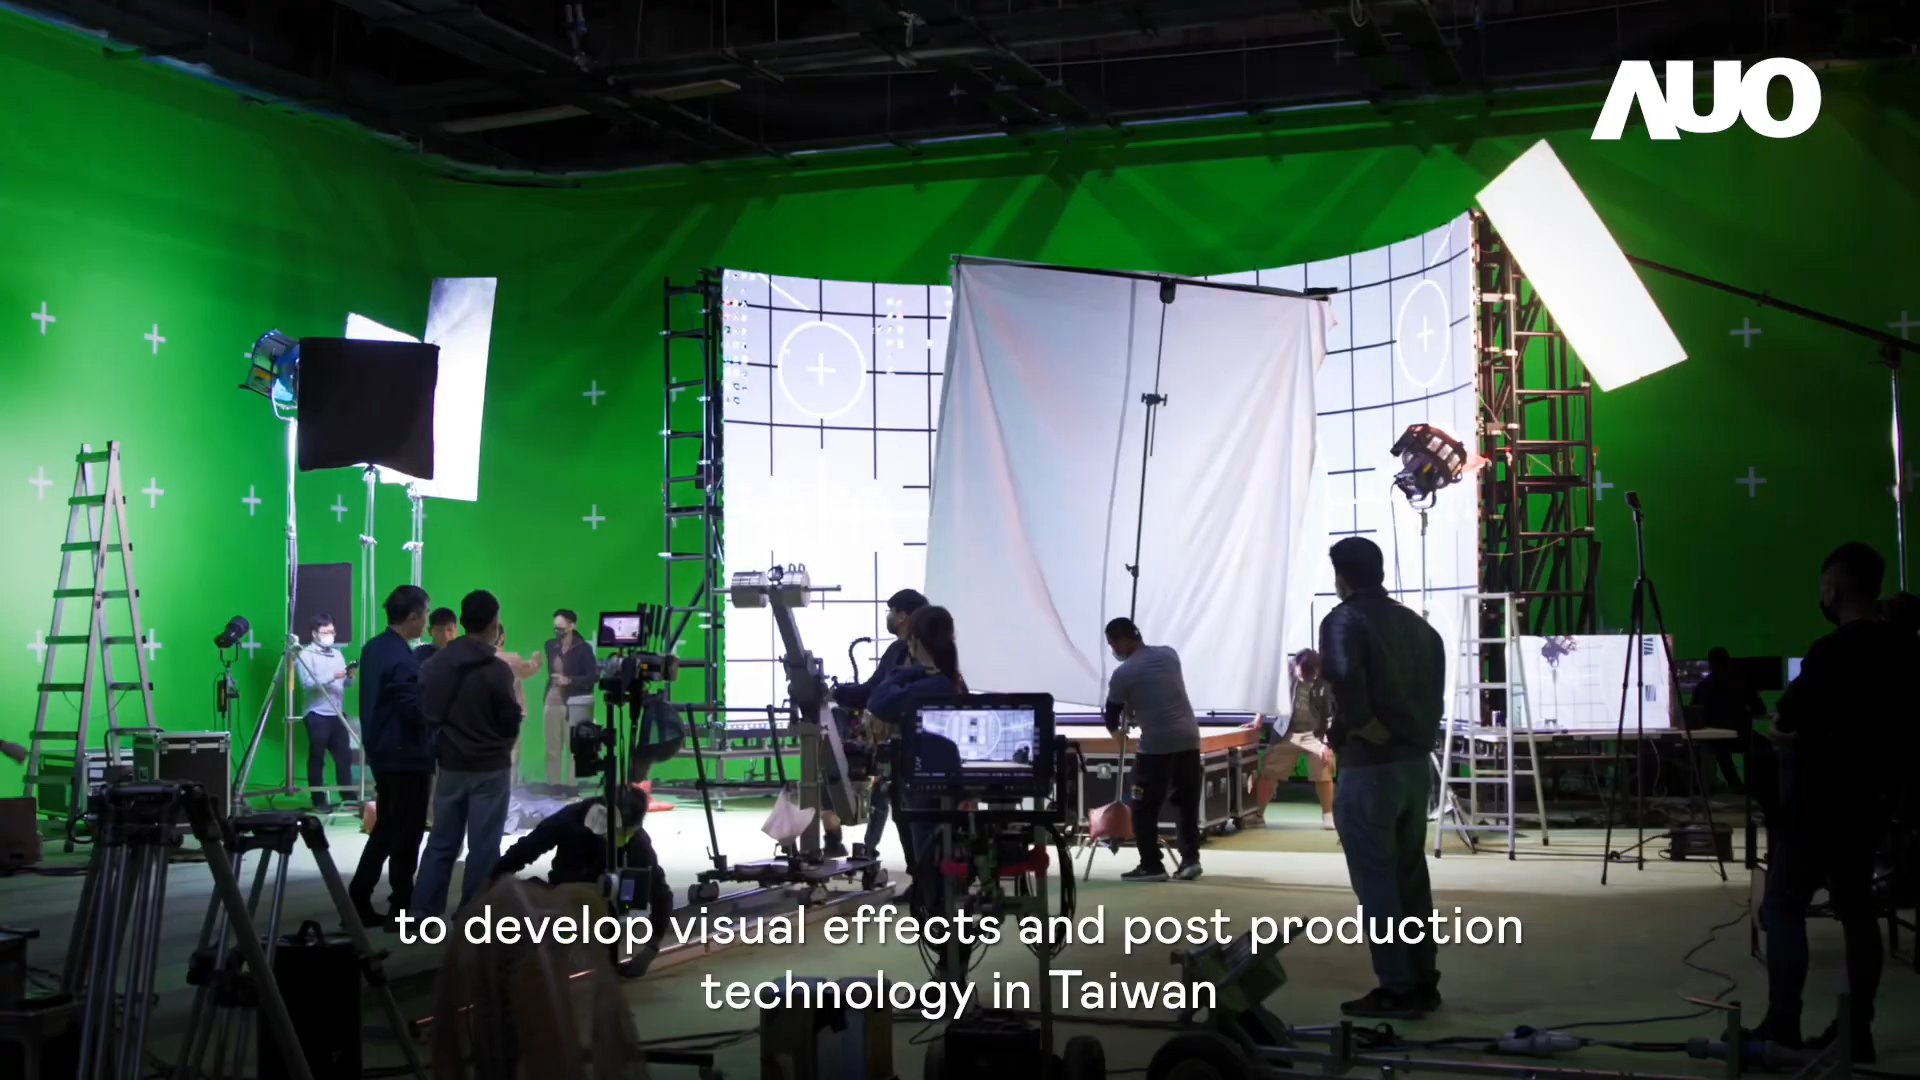 AUO
to develop visual effects and post production
technology in Taiwan